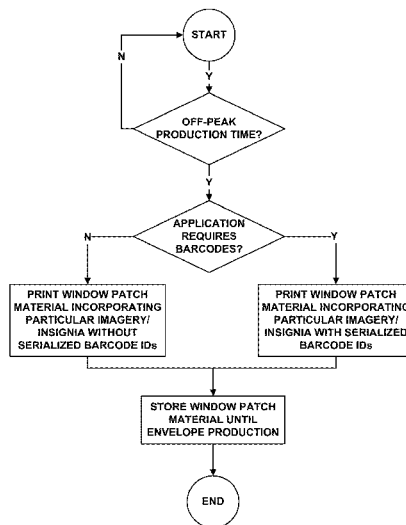 START
N
Y
OFF-PEAK
PRODUCTION TIME?
Y
APPLICATION
REQUIRES
BARCODES?
N
Y
PRINT WINDOW PATCH
MATERIAL INCORPORATING
PARTICULAR IMAGERY/
INSIGNIA WITHOUT
SERIALIZED BARCODE IDs
PRINT WINDOW PATCH
MATERIAL INCORPORATING
PARTICULAR IMAGERY/
INSIGNIA WITH SERIALIZED
BARCODE IDs
STORE WINDOW PATCH
MATERIAL UNTIL
ENVELOPE PRODUCTION
END